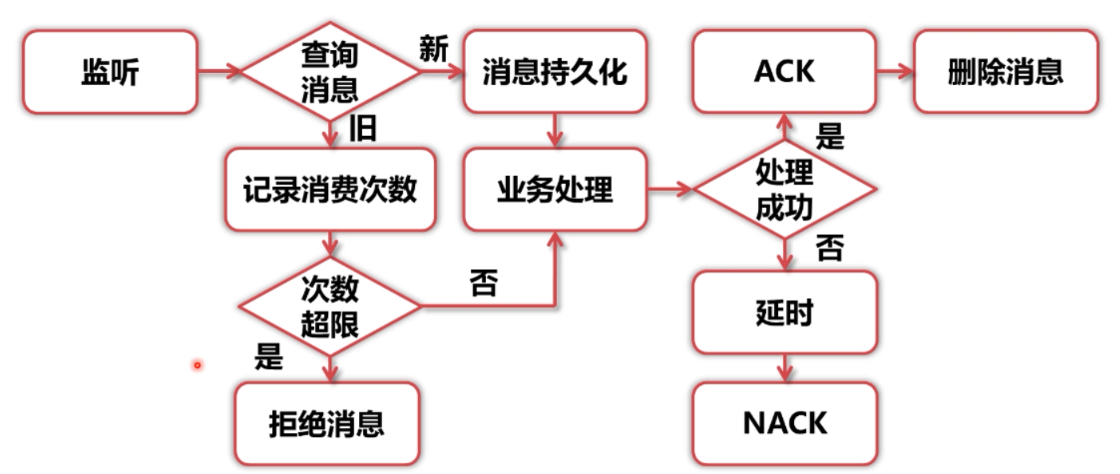 监听
查询
消息
新
消息持久化
ACK
删除消息
旧
是
记录消费次数
业务处理
处理
成功
否
次数
超限
否
延时
是
拒绝消息
NACK